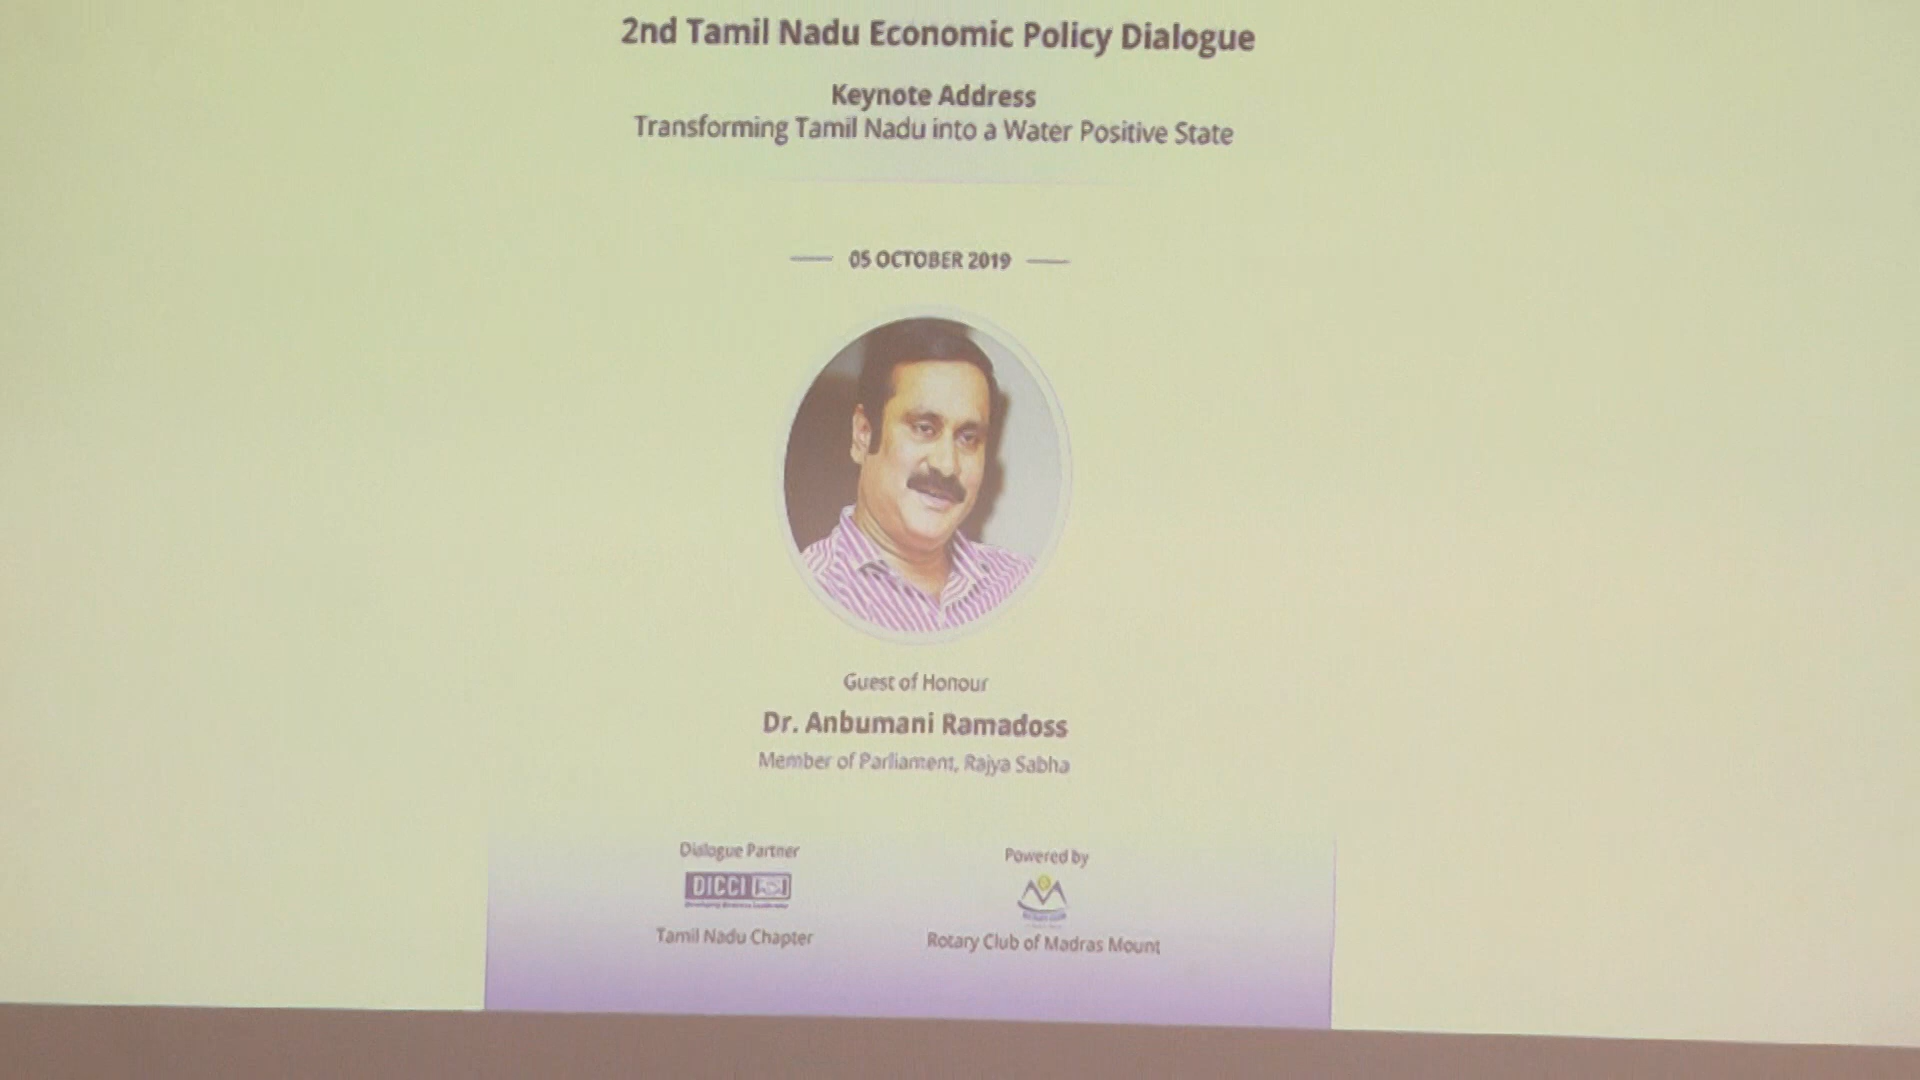 2nd Tamil Nadu Economic Policy Dialogue
Keynote Address
Transforming Tamil Nadu into a Water Positive State
05 OCTOBER 2019
Guest of Honour
Dr. Anbumani Ramadoss
Member of Parliament, Rajya Sabha
Dialogue Partner
DICCI
Tamil Nadu Chapter
Powered by
Rotary Club of Madras Mount